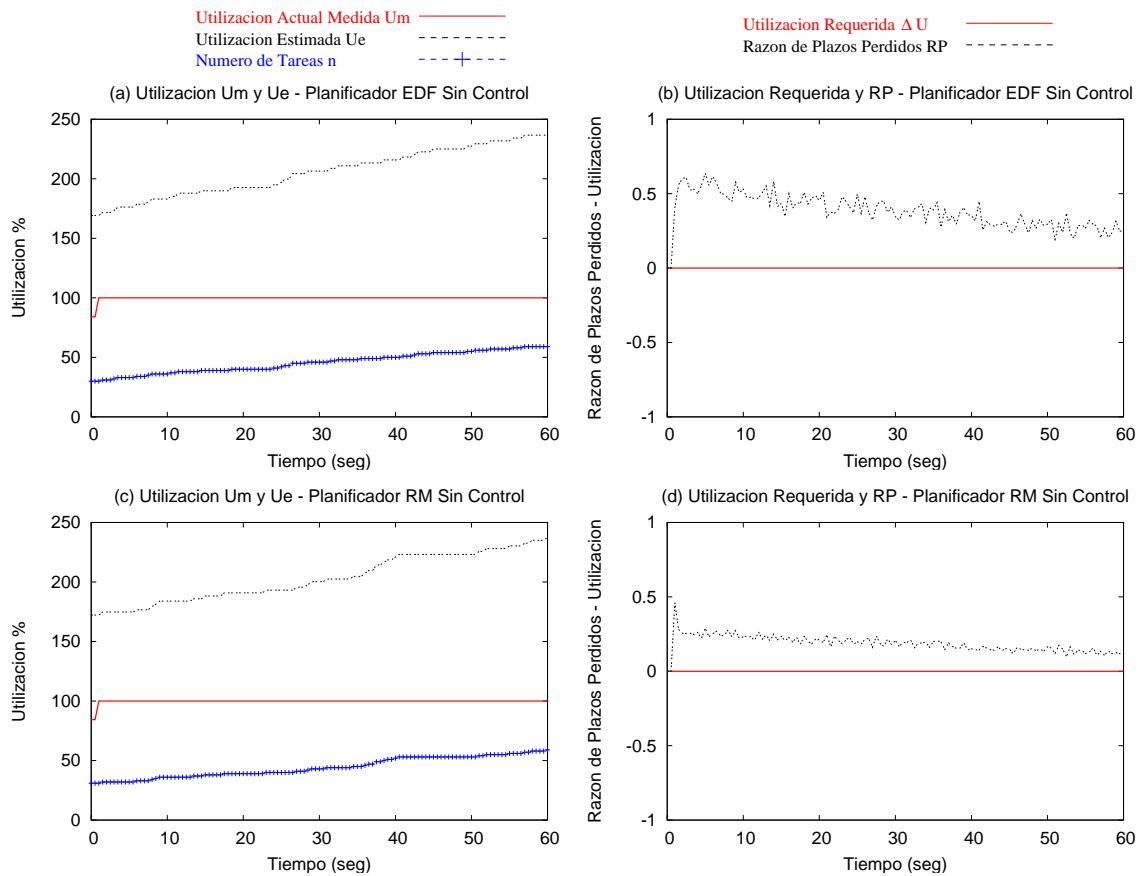 Utilizacion Actual Medida Um
Utilizacion Estimada Ue
Numero de Tareas n
Utilizacion Requerida Δ U
Razon de Plazos Perdidos RP
(a) Utilizacion Um y Ue - Planificador EDF Sin Control
250
200
150
100
50
0
Utilizacion %
0 10 20 30 40 50 60
Tiempo (seg)
(b) Utilizacion Requerida y RP - Planificador EDF Sin Control
1
0.5
0
-0.5
-1
Razon de Plazos Perdidos - Utilizacion
0 10 20 30 40 50 60
Tiempo (seg)
(c) Utilizacion Um y Ue - Planificador RM Sin Control
250
200
150
100
50
0
Utilizacion %
0 10 20 30 40 50 60
Tiempo (seg)
(d) Utilizacion Requerida y RP - Planificador RM Sin Control
1
0.5
0
-0.5
-1
Razon de Plazos Perdidos - Utilizacion
0 10 20 30 40 50 60
Tiempo (seg)